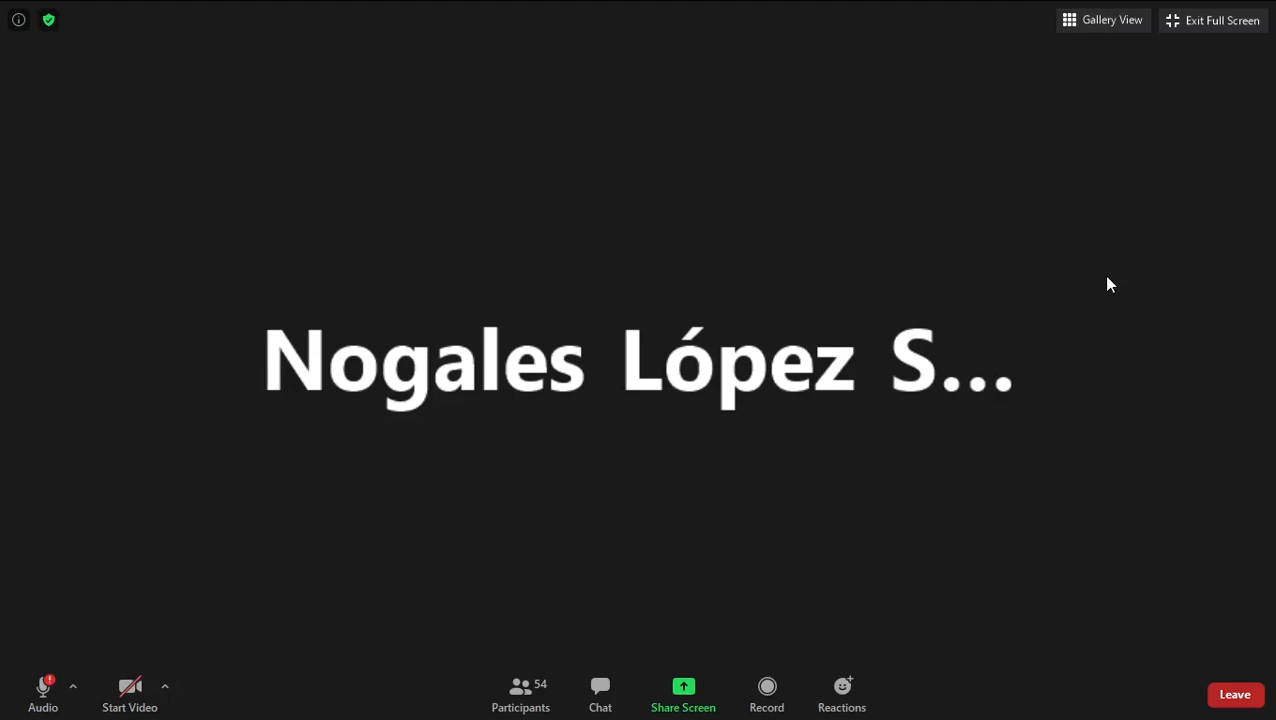 Gallery View
Exit Full Screen
Nogales López S...
54
Audio
Start Video
Participants
Chat
Share Screen
Record
Reactions
Leave